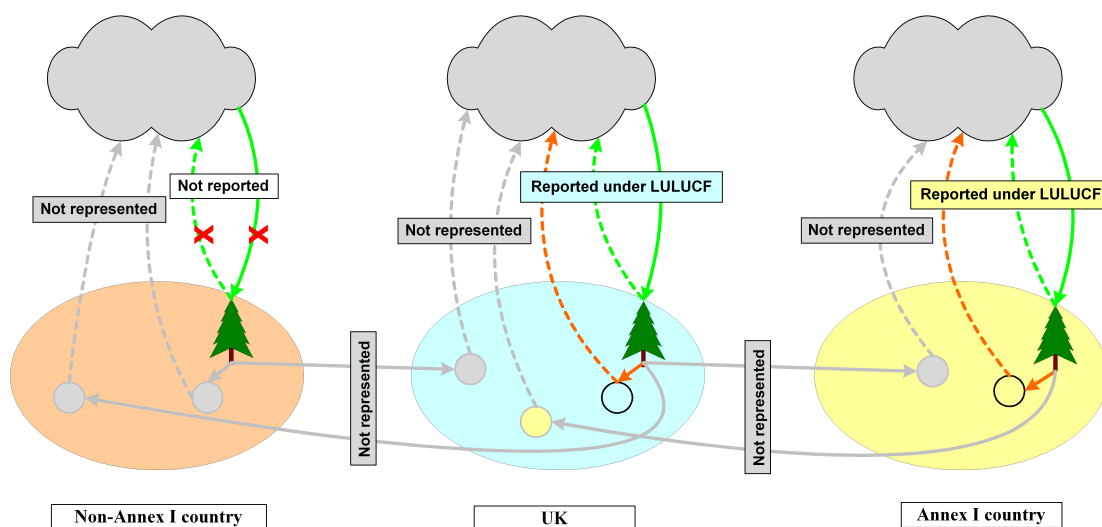 Not reported
Not represented
Reported under LULUCF
Not represented
Reported under LULUCF
Not represented
Not represented
Not represented
Non-Annex I country
UK
Annex I country